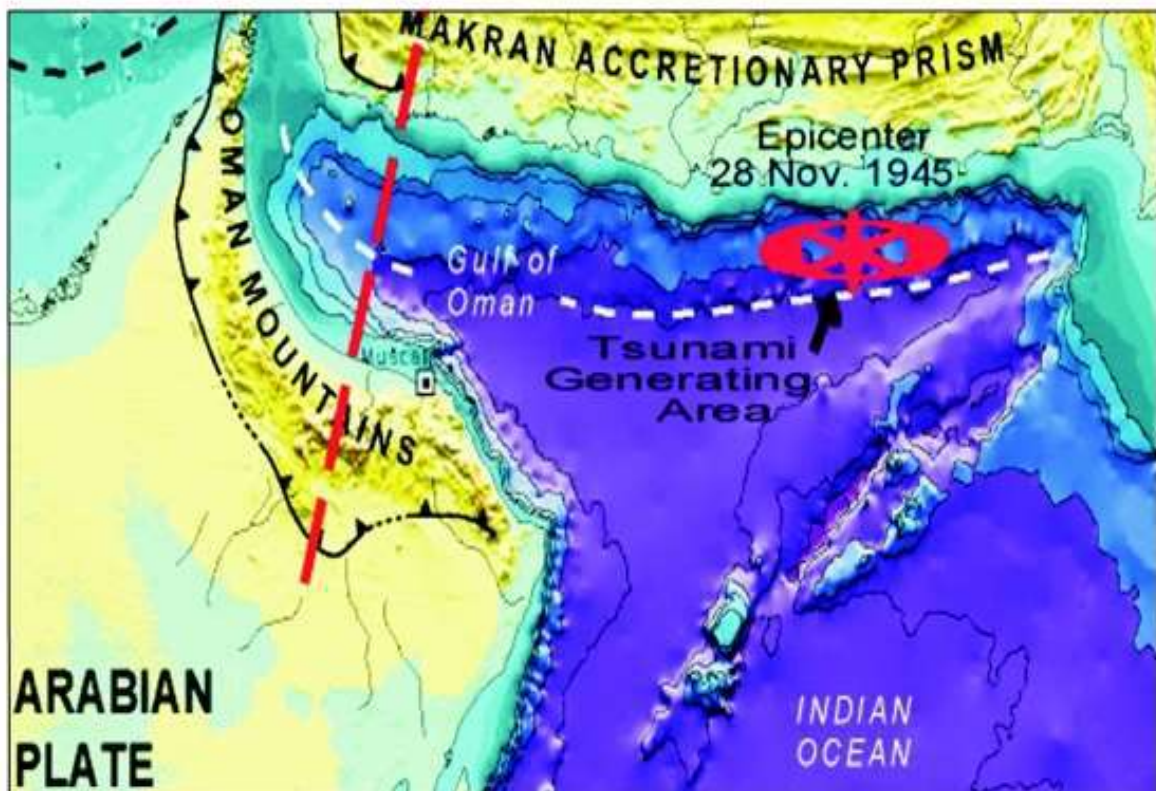 MAKRAN ACCRETIONARY PRISM
Epicenter
28 Nov. 1945
OMAN MOUNTAINS
Gulf of
Oman
Muscat
Tsunami
Generating
Area
ARABIAN
PLATE
INDIAN
OCEAN